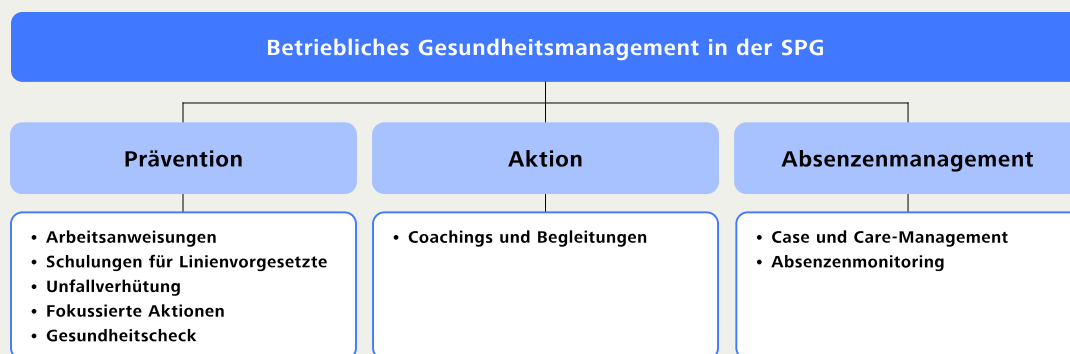 Betriebliches Gesundheitsmanagement in der SPG
Prävention
• Arbeitsanweisungen
• Schulungen für Linienvorgesetzte
• Unfallverhütung
• Fokussierte Aktionen
• Gesundheitscheck
Aktion
• Coachings und Begleitungen
Absenzenmanagement
• Case und Care-Management
• Absenzenmonitoring